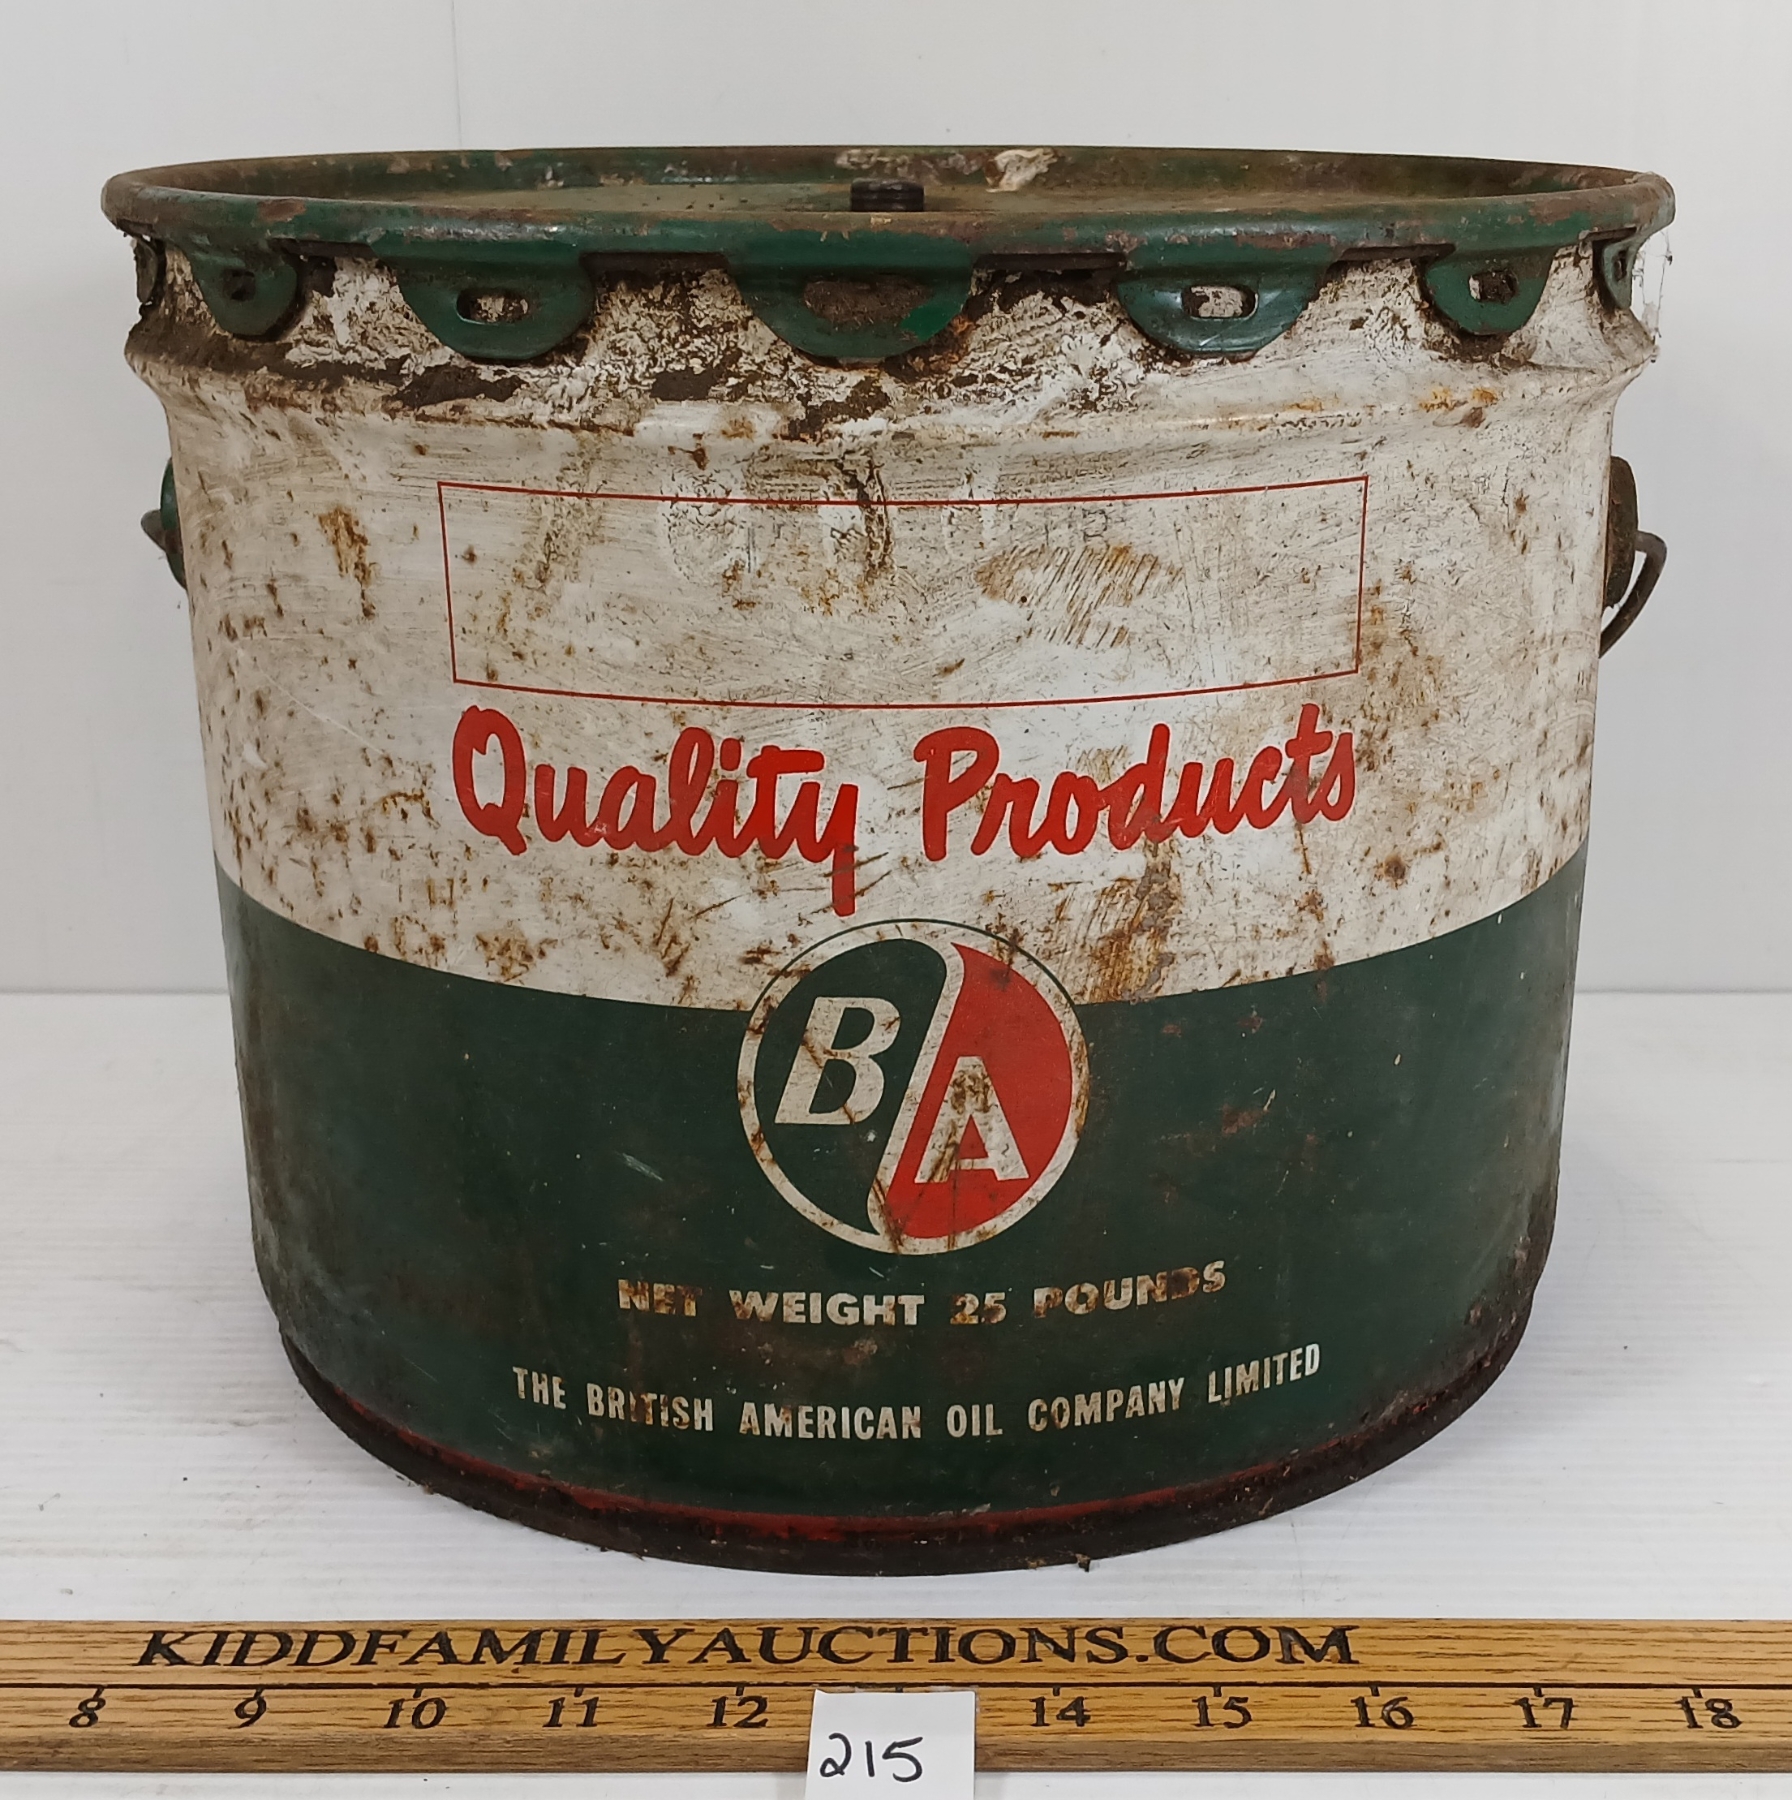 Quality Products
B A
NET WEIGHT 25 POUNDS
THE BRITISH AMERICAN OIL COMPANY LIMITED
KIDDFAMILYAUCTIONS.COM
8 9 10 11 12 14 15 16 17 18
215